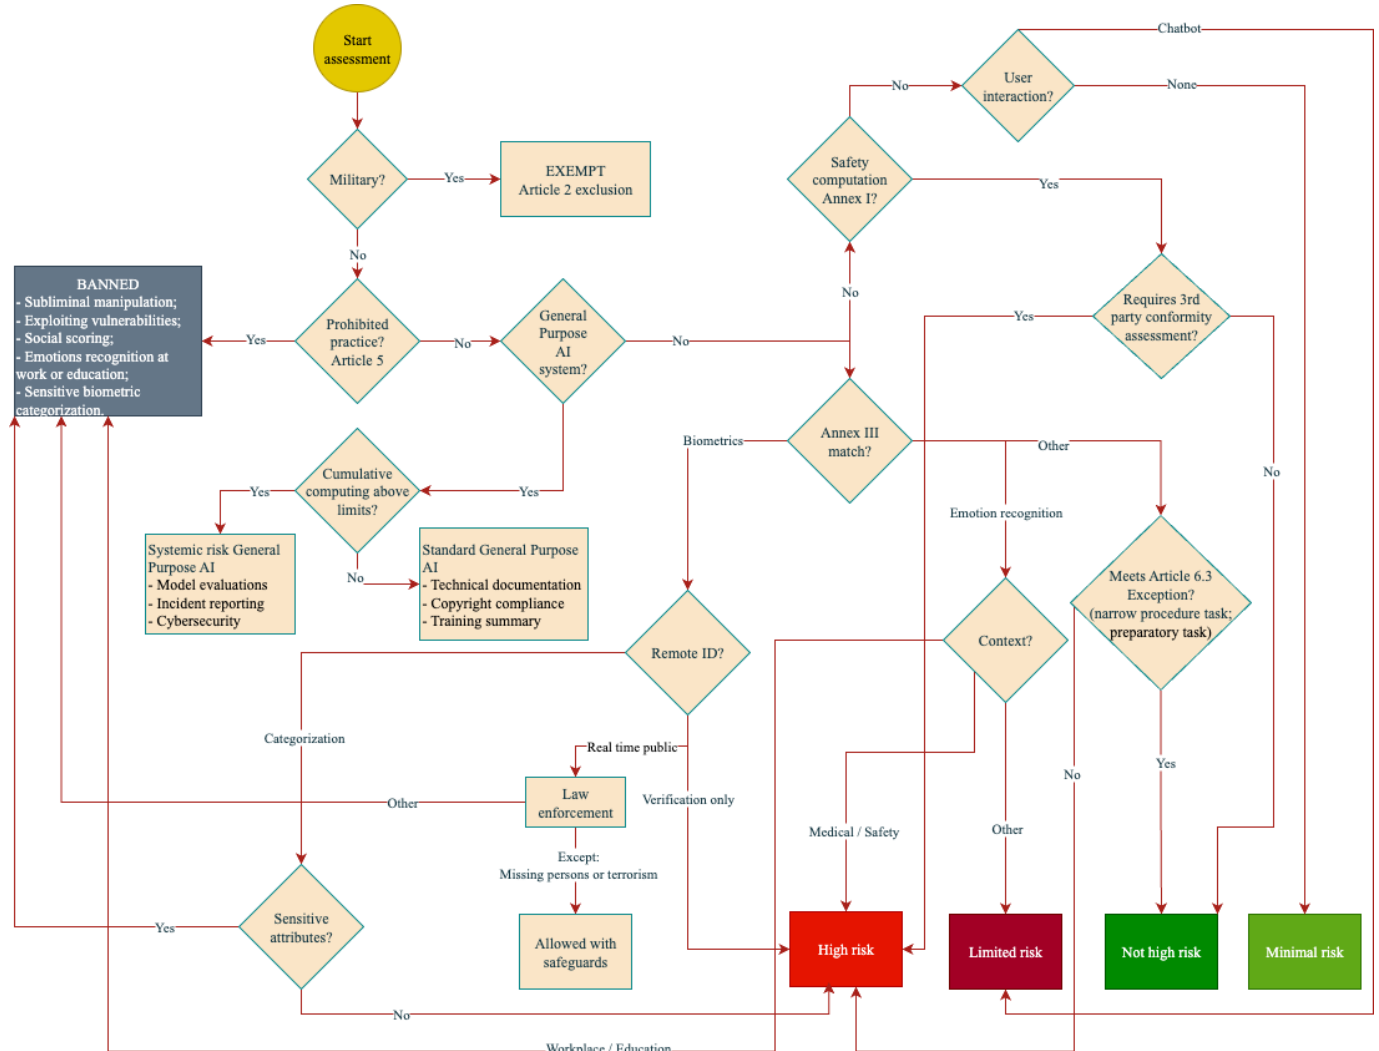 Start
assessment
Military?
Yes
EXEMPT
Article 2 exclusion
No
Prohibited
practice?
Article 5
Yes
BANNED
- Subliminal manipulation;
- Exploiting vulnerabilities;
- Social scoring;
- Emotions recognition at
work or education;
- Sensitive biometric
categorization.
No
General
Purpose
AI
system?
No
Yes
Cumulative
computing above
limits?
Yes
Systemic risk General
Purpose AI
- Model evaluations
- Incident reporting
- Cybersecurity
No
Standard General Purpose
AI
- Technical documentation
- Copyright compliance
- Training summary
Annex III
match?
No
Safety
computation
Annex I?
No
User
interaction?
Chatbot
None
Yes
Requires 3rd
party conformity
assessment?
Yes
No
Biometrics
Emotion recognition
Other
Meets Article 6.3
Exception?
(narrow procedure task;
preparatory task)
Yes
No
Context?
Medical / Safety
Other
Workplace / Education
Remote ID?
Categorization
Real time public
Verification only
Law
enforcement
Other
Except:
Missing persons or terrorism
Allowed with
safeguards
Sensitive
attributes?
Yes
No
High risk
Limited risk
Not high risk
Minimal risk